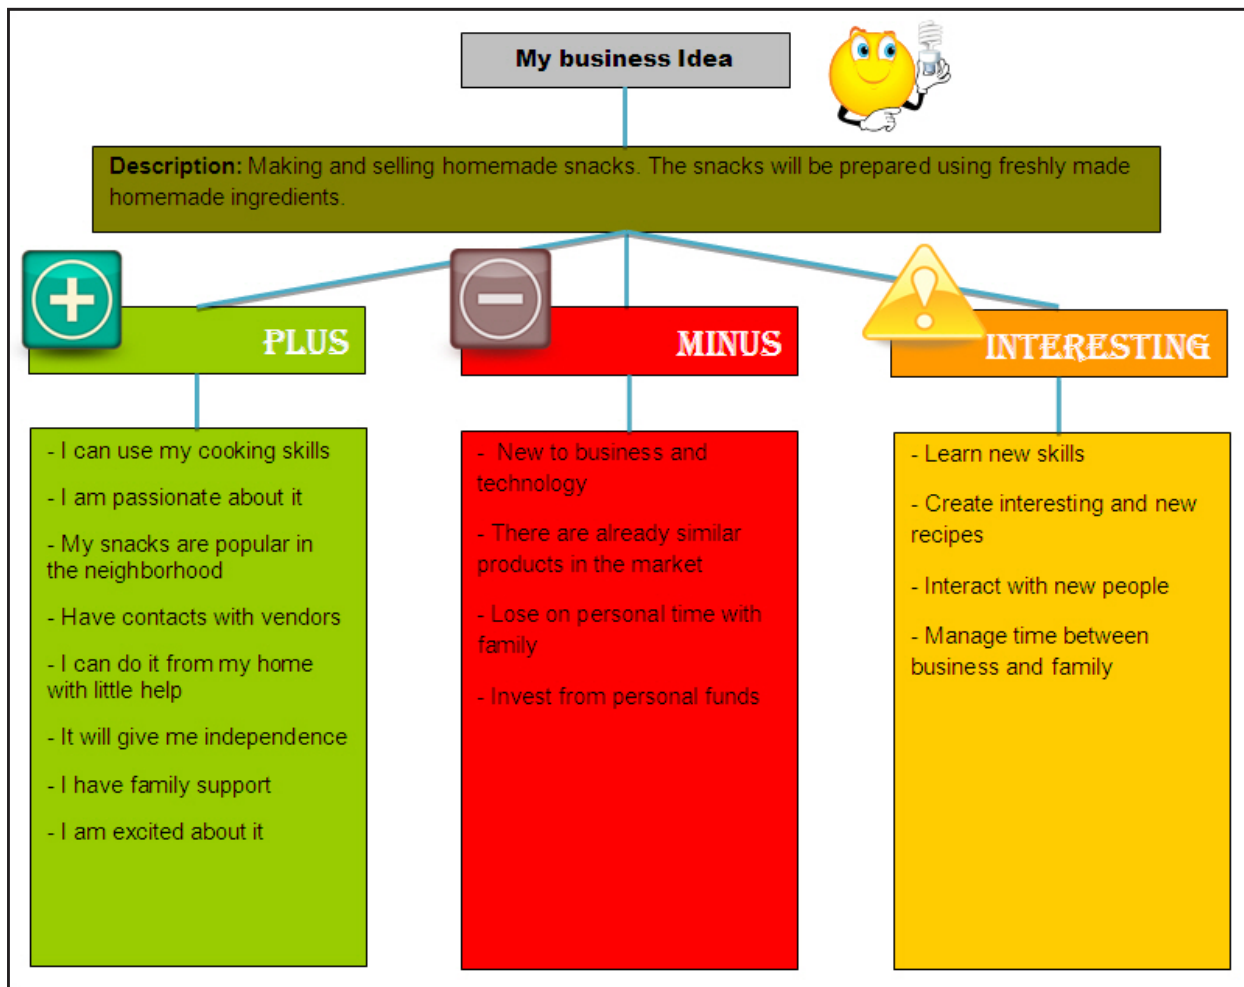 My business Idea
Description: Making and selling homemade snacks. The snacks will be prepared using freshly made
homemade ingredients.
PLUS
- I can use my cooking skills
- I am passionate about it
- My snacks are popular in
the neighborhood
- Have contacts with vendors
- I can do it from my home
with little help
- It will give me independence
- I have family support
- I am excited about it
MINUS
- New to business and
technology
- There are already similar
products in the market
- Lose on personal time with
family
- Invest from personal funds
INTERESTING
- Learn new skills
- Create interesting and new
recipes
- Interact with new people
- Manage time between
business and family